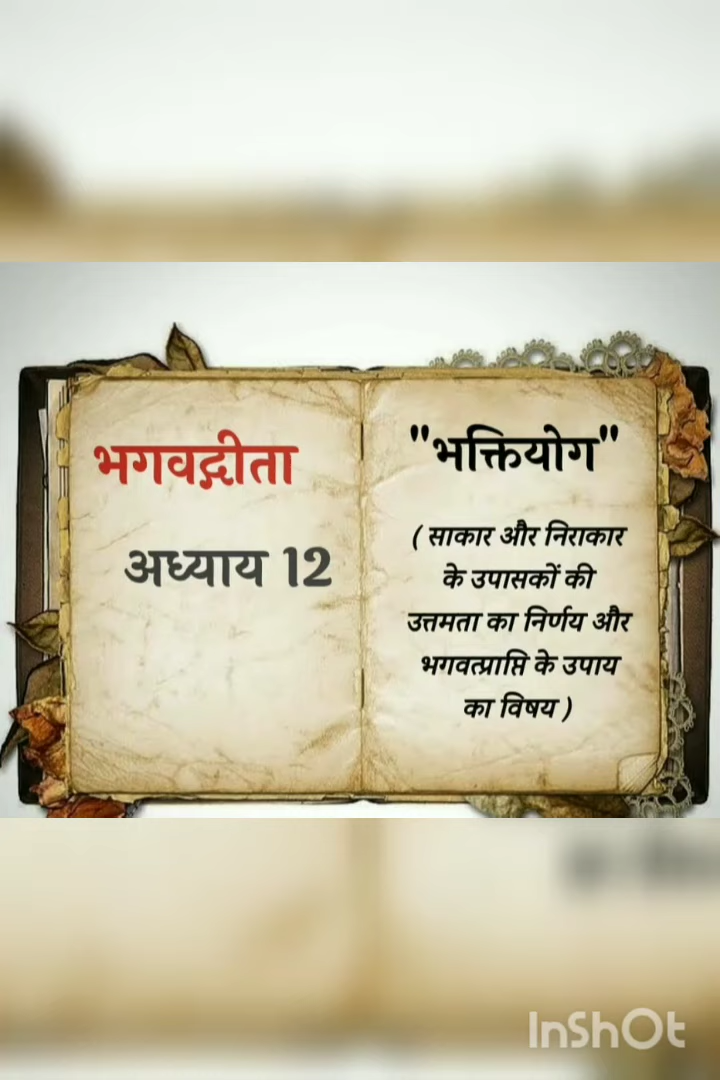 भगवद्गीता
अध्याय 12
"भक्तियोग"
( साकार और निराकार
के उपासकों की
उत्तमता का निर्णय और
भगवत्प्राप्ति के उपाय
का विषय )
InShOt